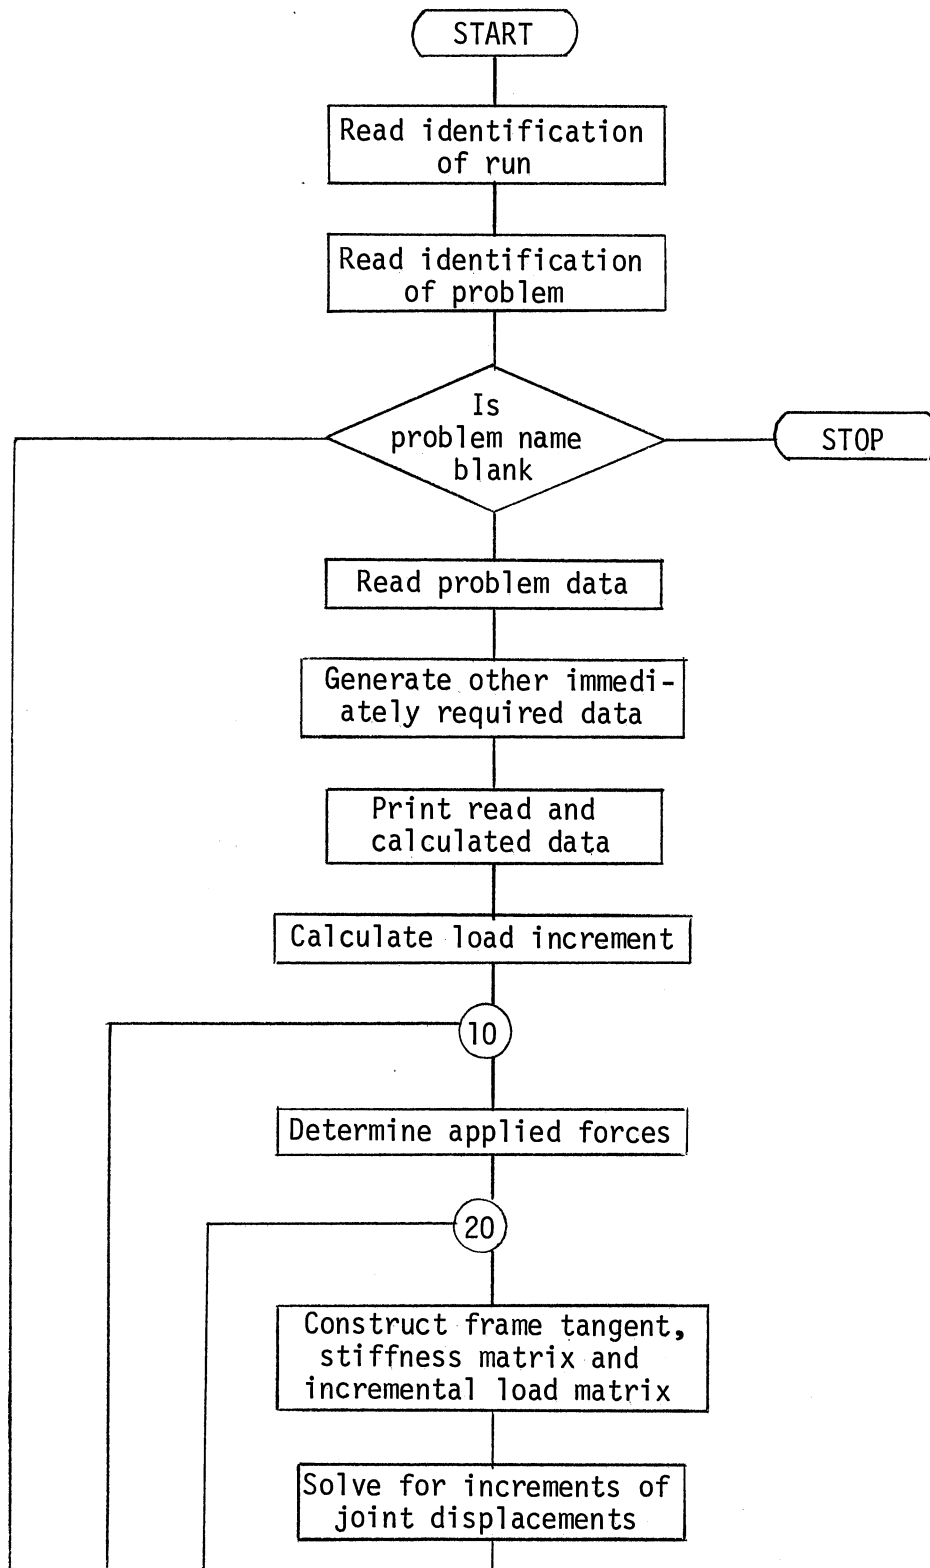 START
Read identification
of run
Read identification
of problem
Is
problem name
blank
STOP
Read problem data
Generate other immedi-
ately required data
Print read and
calculated data
Calculate load increment
10
Determine applied forces
20
Construct frame tangent,
stiffness matrix and
incremental load matrix
Solve for increments of
joint displacements